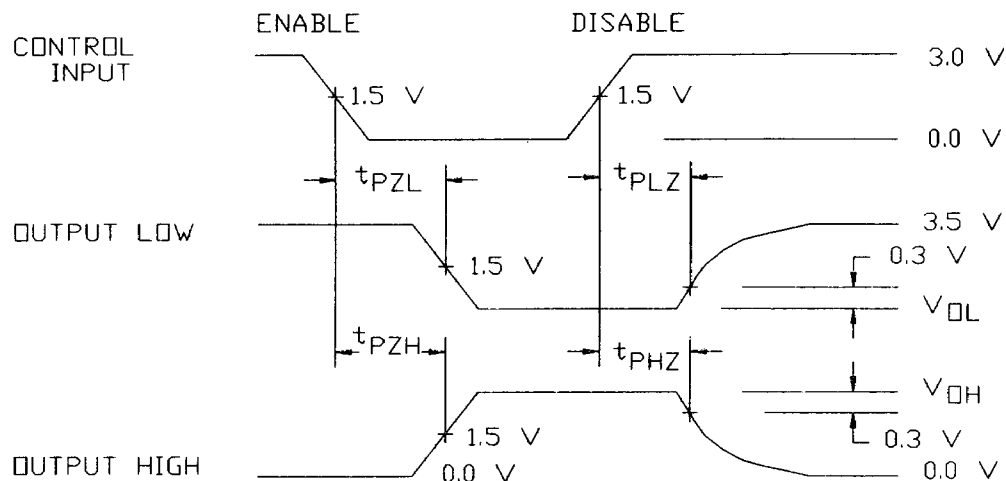 ENABLE DISABLE
CONTROL INPUT
3.0 V
1.5 V 1.5 V
0.0 V
tPZL tPLZ
OUTPUT LOW
3.5 V
0.3 V
1.5 V
VOL
tPZH tPHZ
VOH
1.5 V
0.3 V
OUTPUT HIGH
0.0 V 0.0 V